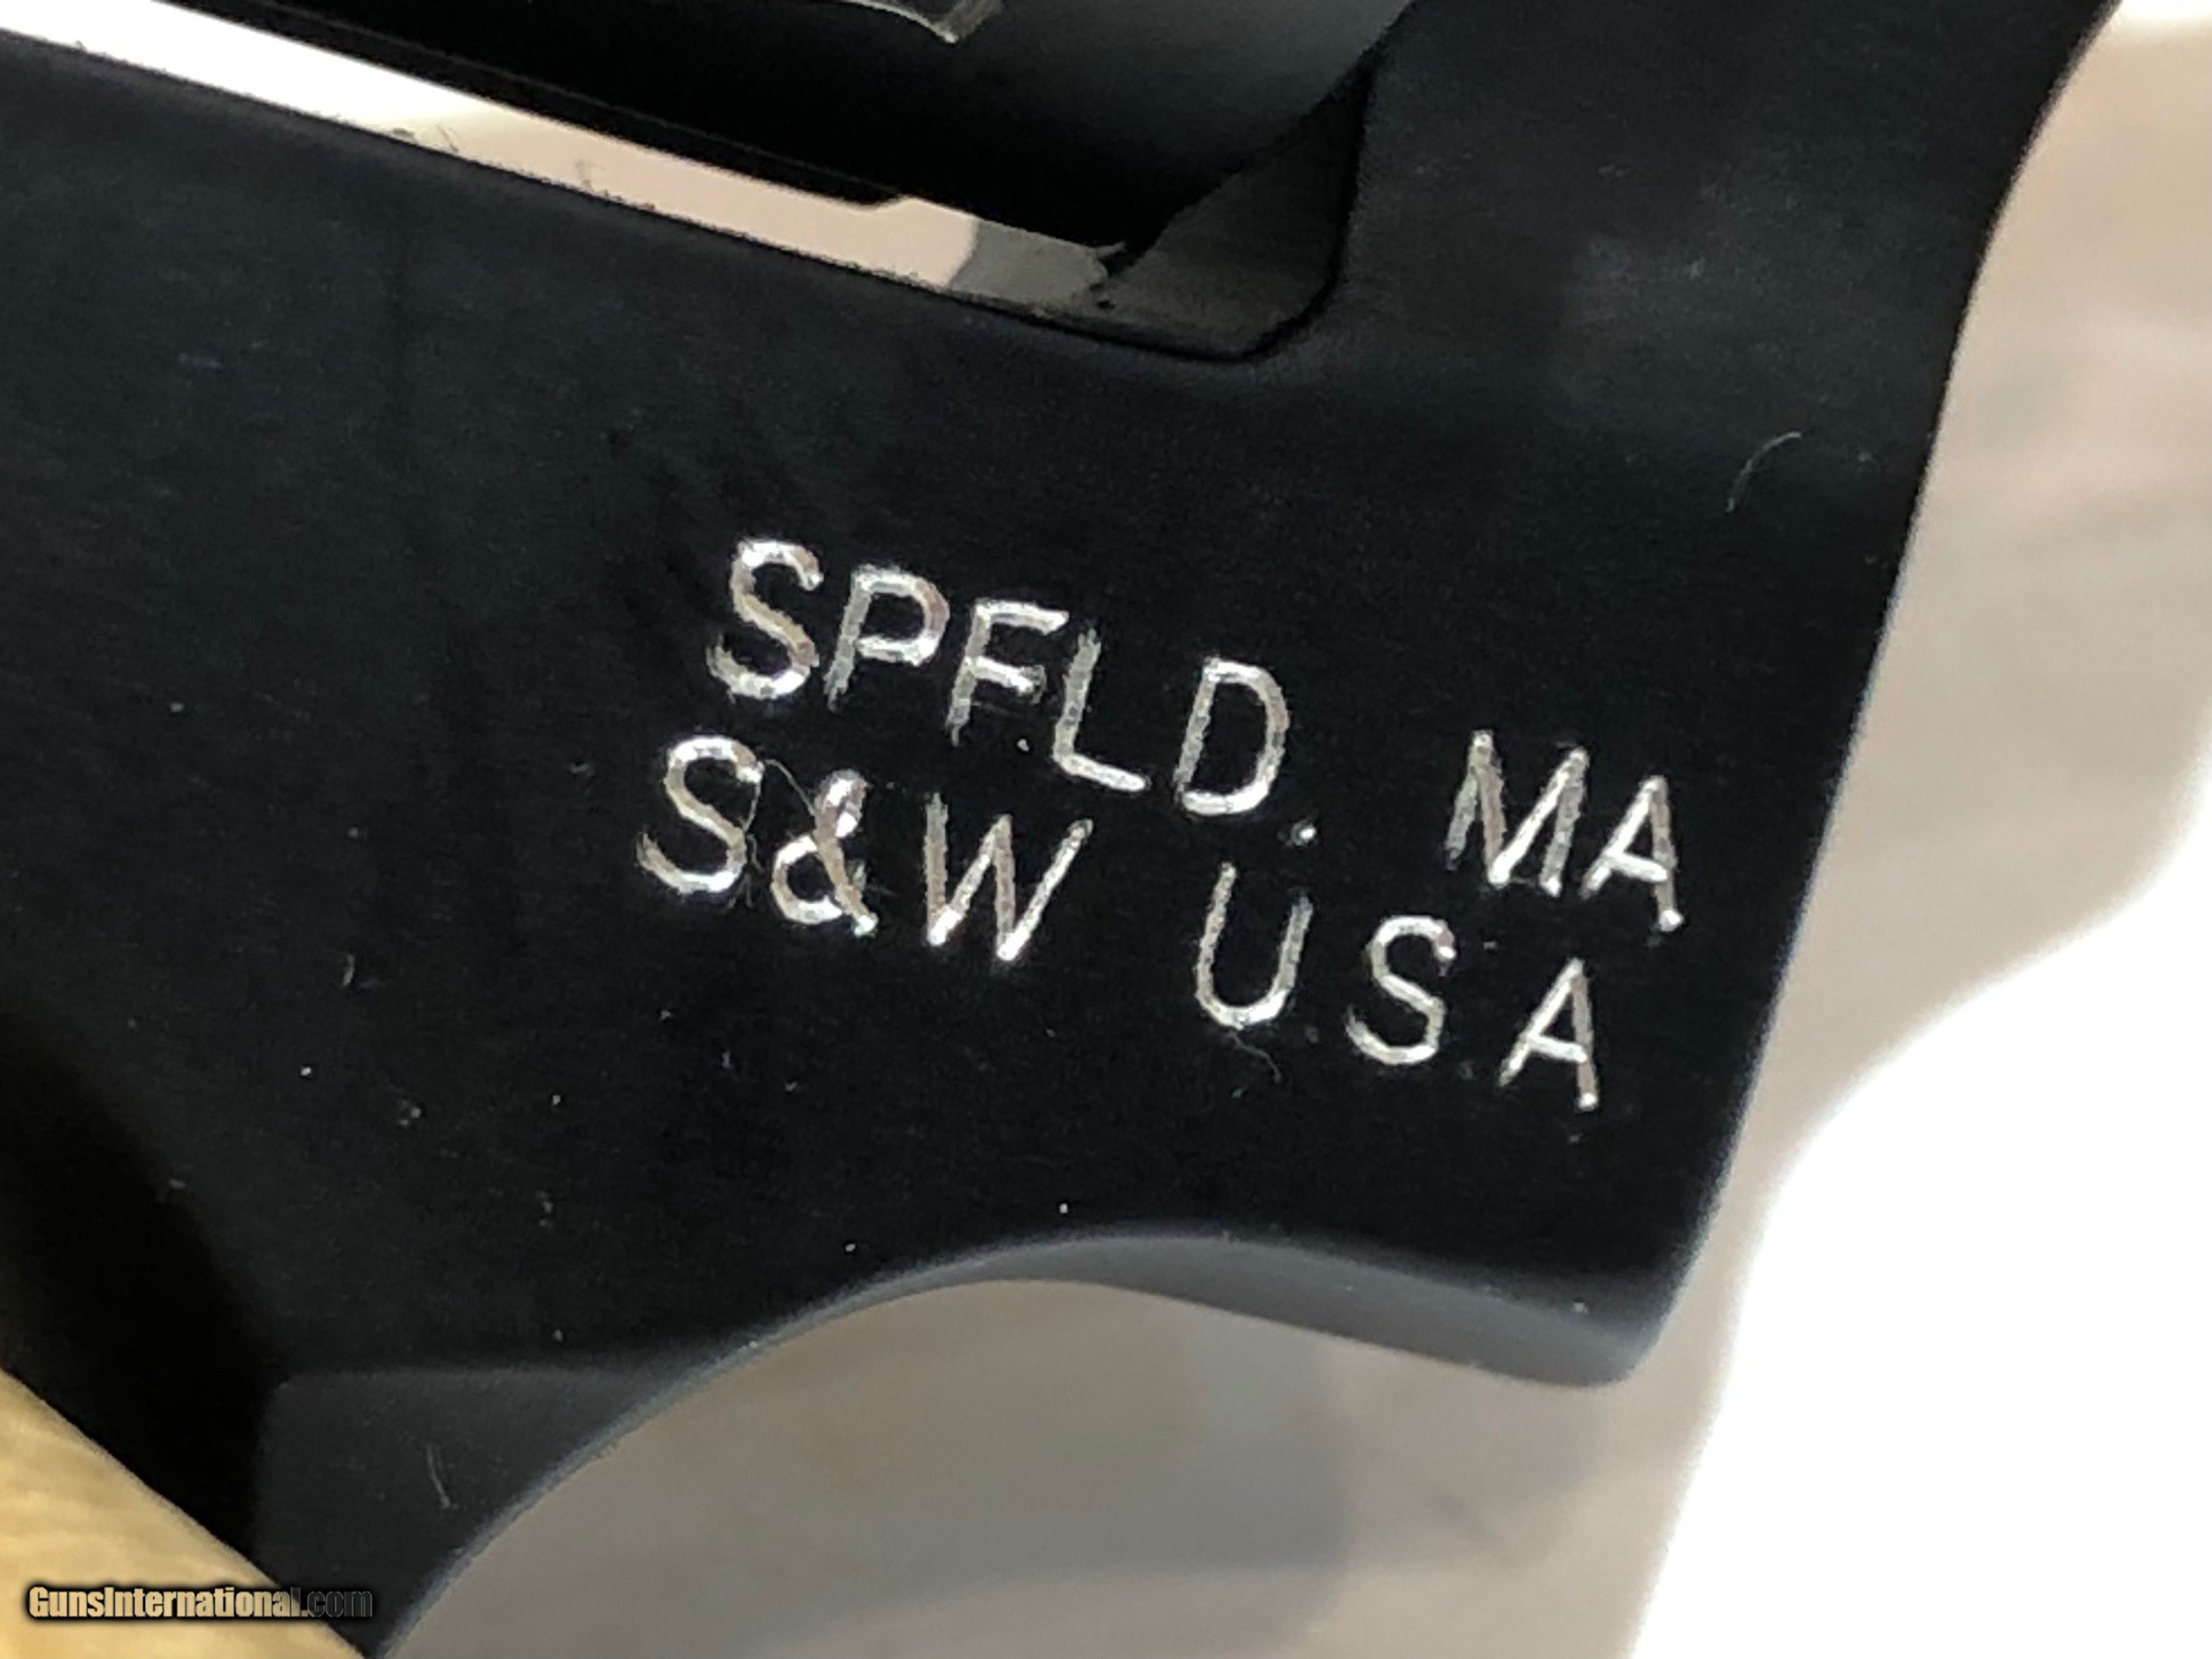 SPFLD. MA
S&W USA
GunsInternational.com